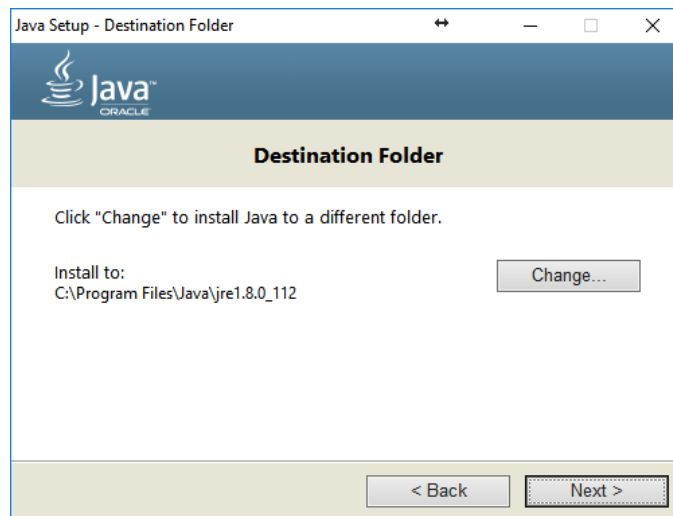 Java Setup - Destination Folder
Java™
ORACLE
Destination Folder
Click "Change" to install Java to a different folder.
Install to:
Change...
C:\Program Files\Java\jre1.8.0_112
< Back
Next >